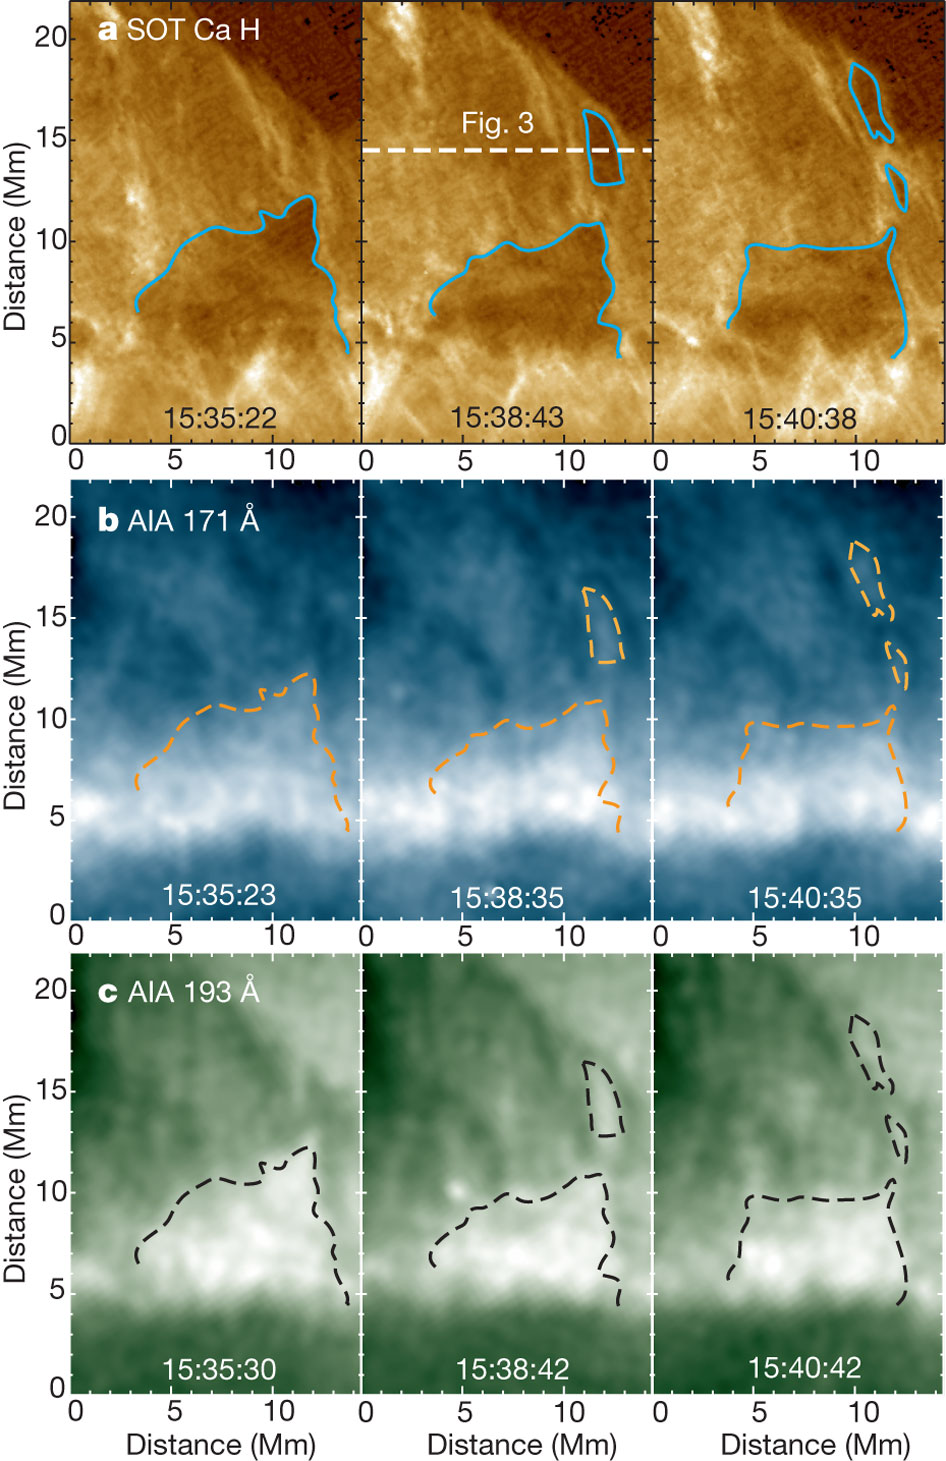 a SOT Ca H
Fig. 3
20
15
10
5
0
Distance (Mm)
15:35:22
15:38:43
15:40:38
0 5 10 0 5 10 0 5 10
b AIA 171 Å
20
15
10
5
0
Distance (Mm)
15:35:23
15:38:35
15:40:35
0 5 10 0 5 10 0 5 10
c AIA 193 Å
20
15
10
5
0
Distance (Mm)
15:35:30
15:38:42
15:40:42
0 5 10 0 5 10 0 5 10
Distance (Mm) Distance (Mm) Distance (Mm)